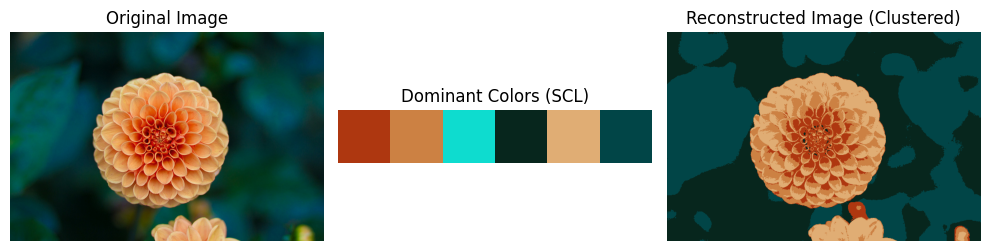 Original Image
Dominant Colors (SCL)
Reconstructed Image (Clustered)